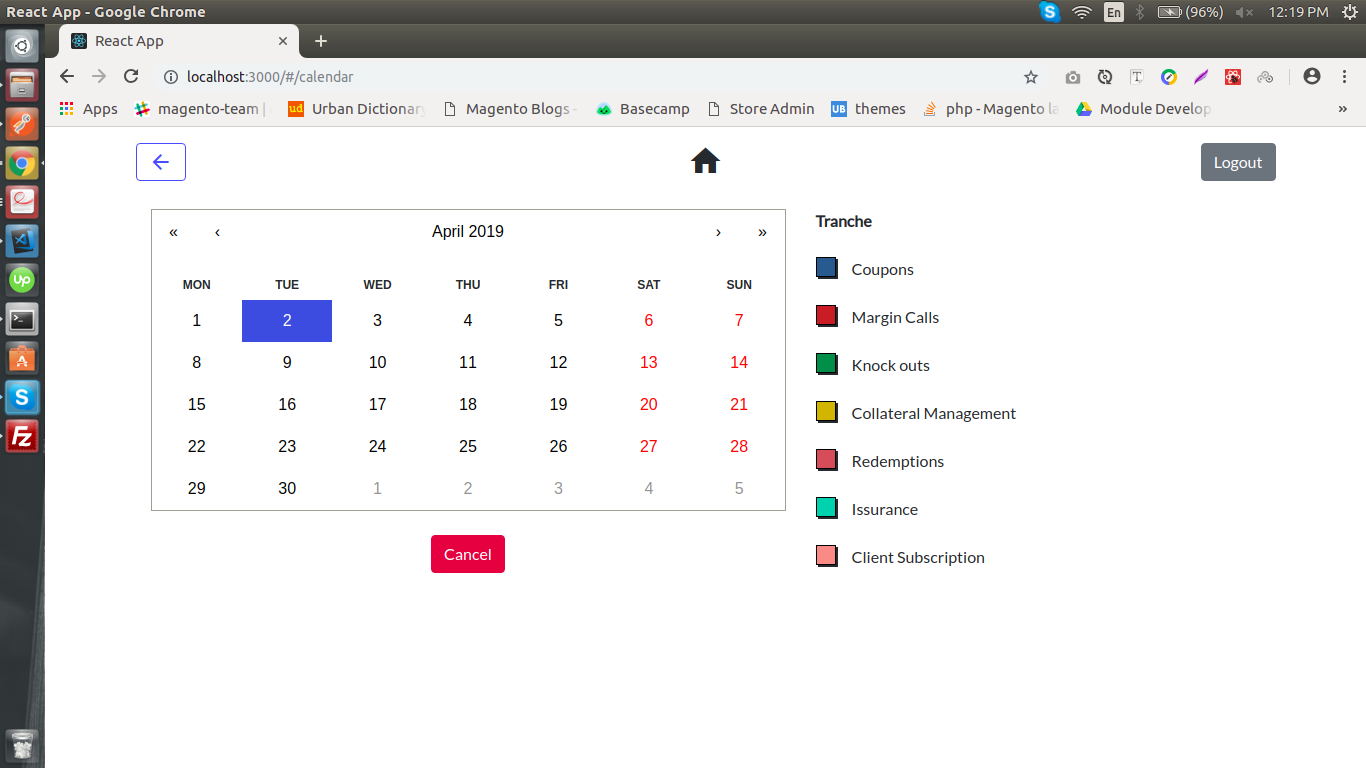 React App - Google Chrome
En
(96%)
12:19 PM
React App
localhost:3000/#/calendar
Apps
magento-team |
ud Urban Dictionary
Magento Blogs -
Basecamp
Store Admin
UB themes
php - Magento la
Module Develop
»
Logout
« ‹ April 2019 › »
MON TUE WED THU FRI SAT SUN
1 2 3 4 5 6 7
8 9 10 11 12 13 14
15 16 17 18 19 20 21
22 23 24 25 26 27 28
29 30 1 2 3 4 5
Cancel
Tranche
Coupons
Margin Calls
Knock outs
Collateral Management
Redemptions
Issurance
Client Subscription
Up
A
S
Fz